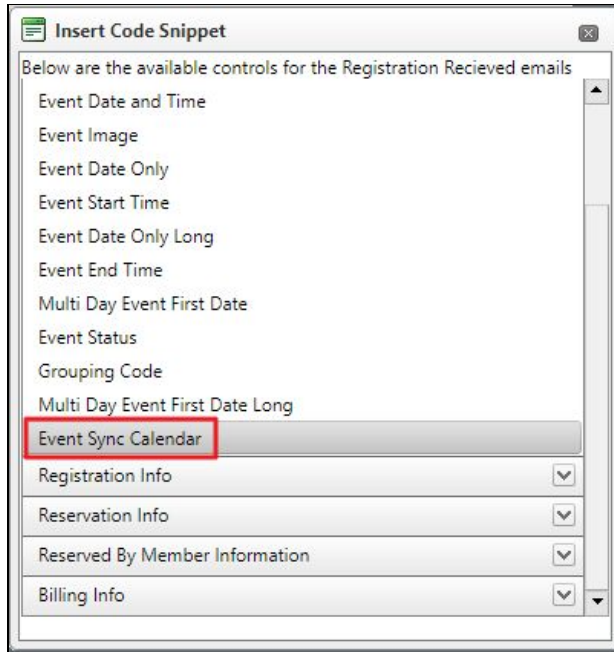 Insert Code Snippet
Below are the available controls for the Registration Recieved emails
Event Date and Time
Event Image
Event Date Only
Event Start Time
Event Date Only Long
Event End Time
Multi Day Event First Date
Event Status
Grouping Code
Multi Day Event First Date Long
Event Sync Calendar
Registration Info
Reservation Info
Reserved By Member Information
Billing Info